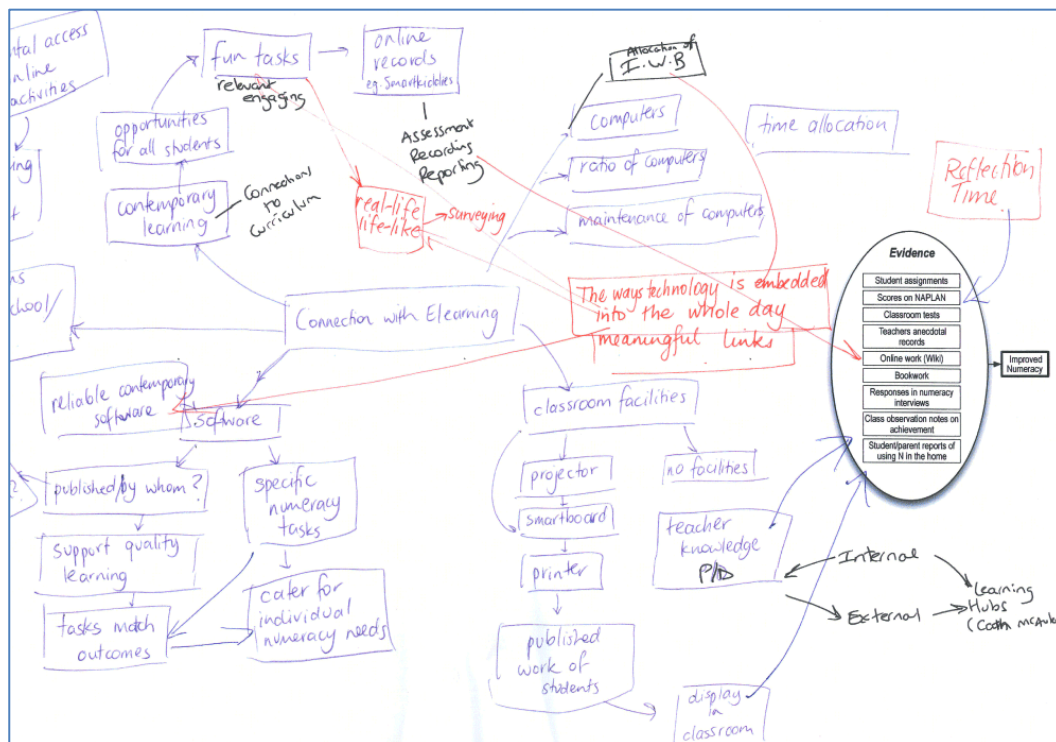 ntal access
online
activities
fun tasks
relevant
engaging
online
records
eg. Smartkiddies
Assessment
Recording
Reporting
Allocation of
I.W.B
computers
ratio of computers
maintenance of computers
time allocation
Reflection
Time
opportunities
for all students
contemporary
learning
Connections
to
Curriculum
real-life
life-like
Surveying
chool/
Connection with Elearning
The ways technology is embedded
into the whole day
meaningful links
Evidence
Student assignments
Scores on NAPLAN
Classroom tests
Teachers anecdotal
records
Online work (Wiki)
Bookwork
Responses in numeracy
interviews
Class observation notes on
achievement
Student/parent reports of
using N in the home
Improved
Numeracy
reliable contemporary
software
software
published/by whom?
support quality
learning
tasks match
outcomes
specific
numeracy
tasks
cater for
individual
numeracy needs
classroom facilities
projector
smartboard
printer
published
work of
students
no facilities
teacher
knowledge
P/D
display
in
classroom
Internal
External
Learning
Hubs